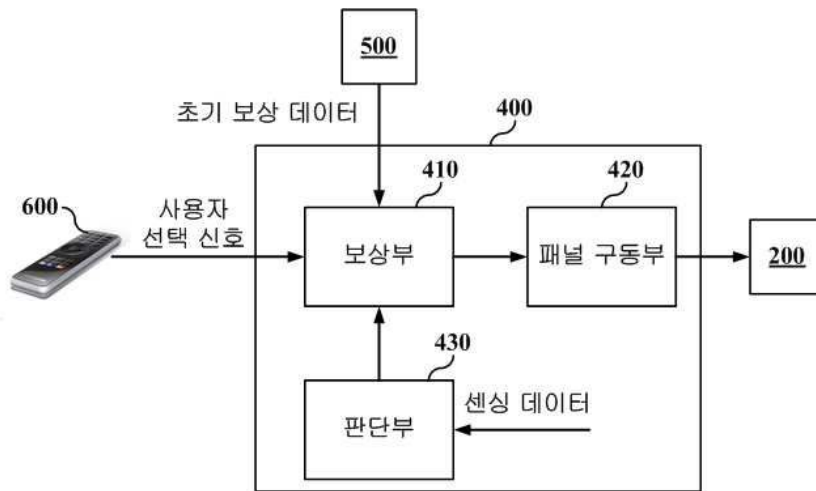 500
초기 보상 데이터
400
410
420
600
사용자
선택 신호
보상부
패널 구동부
200
430
판단부
센싱 데이터